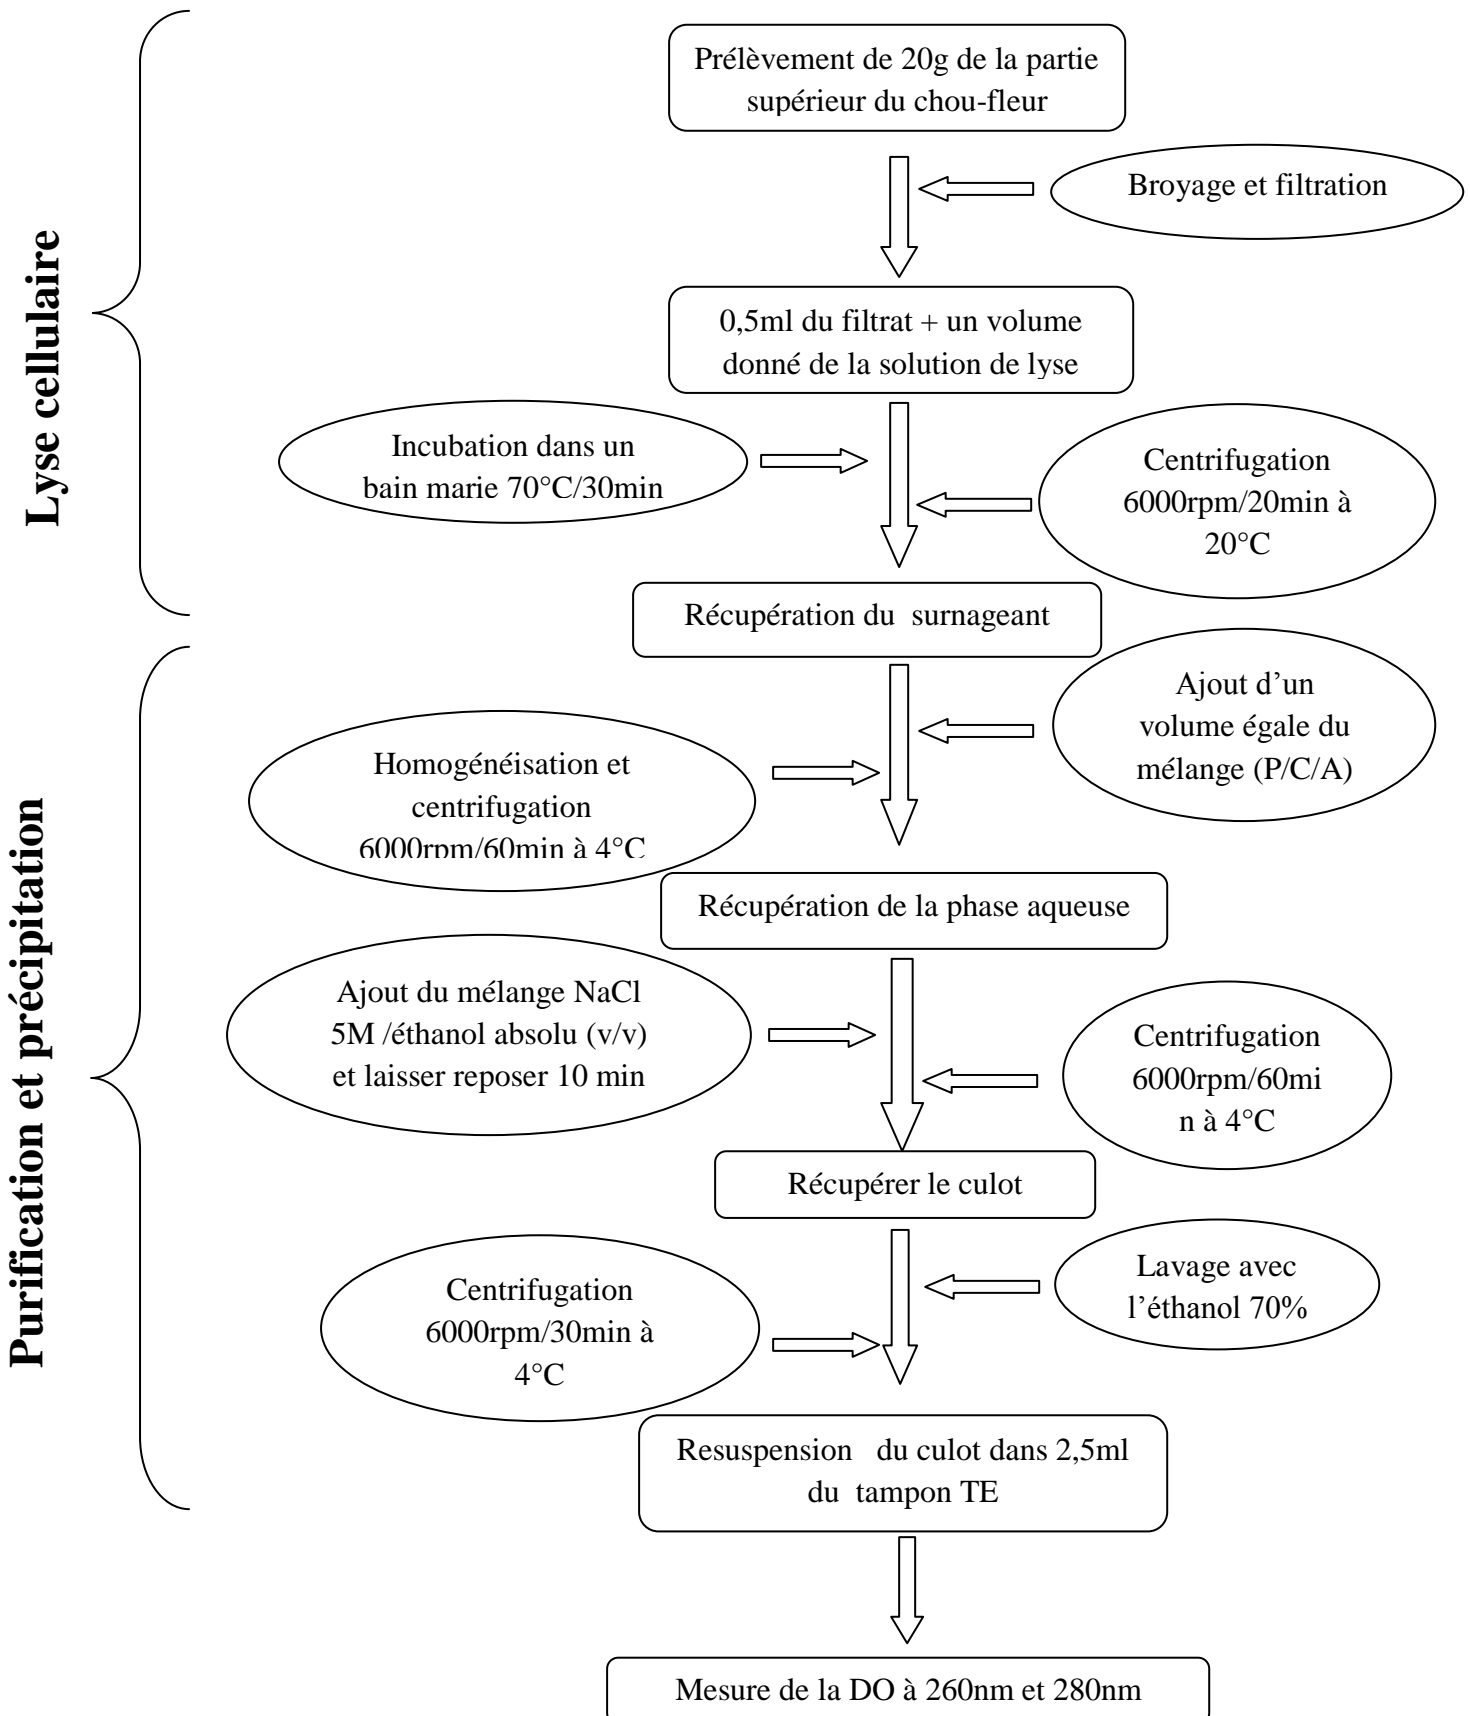 Prélèvement de 20g de la partie
supérieur du chou-fleur
Broyage et filtration
Lyse cellulaire
0,5ml du filtrat + un volume
donné de la solution de lyse
Incubation dans un
bain marie 70°C/30min
Centrifugation
6000rpm/20min à
20°C
Récupération du surnageant
Ajout d’un
volume égale du
mélange (P/C/A)
Homogénéisation et
centrifugation
6000rpm/60min à 4°C
Purification et précipitation
Récupération de la phase aqueuse
Ajout du mélange NaCl
5M /éthanol absolu (v/v)
et laisser reposer 10 min
Centrifugation
6000rpm/60mi
n à 4°C
Récupérer le culot
Lavage avec
l’éthanol 70%
Centrifugation
6000rpm/30min à
4°C
Resuspension du culot dans 2,5ml
du tampon TE
Mesure de la DO à 260nm et 280nm